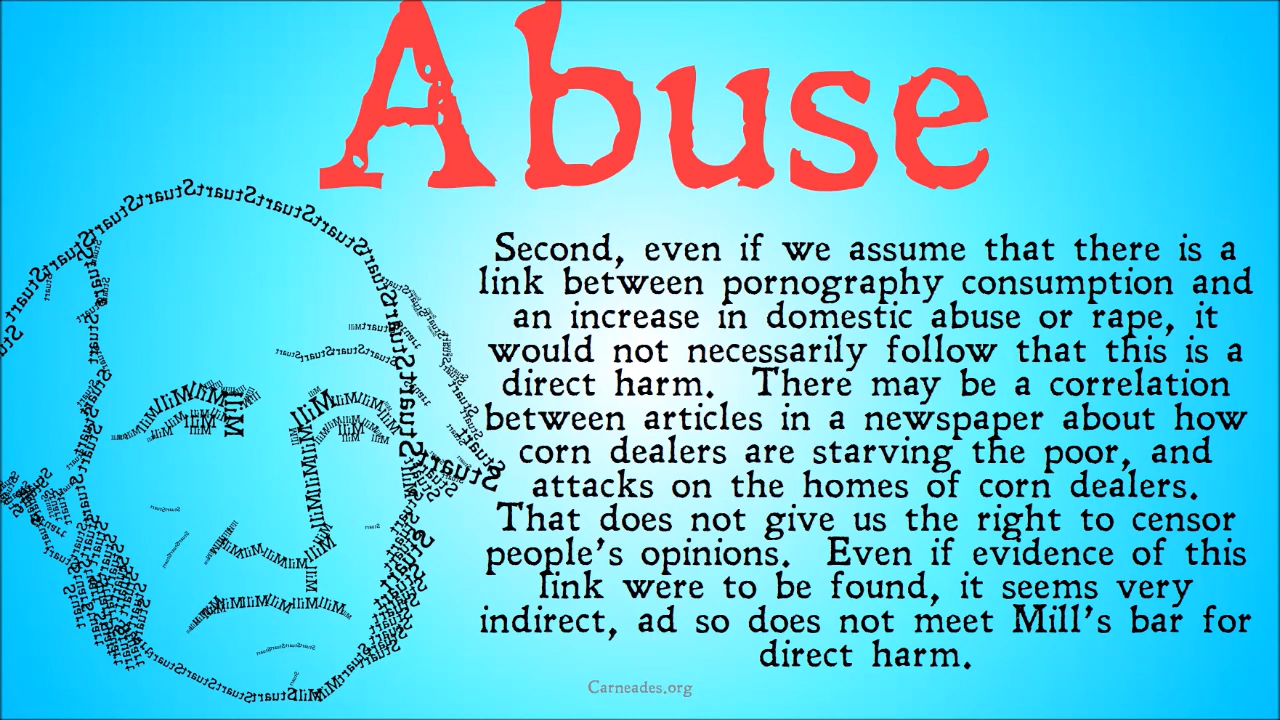 Abuse
Second, even if we assume that there is a
link between pornography consumption and
an increase in domestic abuse or rape, it
would not necessarily follow that this is a
direct harm. There may be a correlation
between articles in a newspaper about how
corn dealers are starving the poor, and
attacks on the homes of corn dealers.
That does not give us the right to censor
people's opinions. Even if evidence of this
link were to be found, it seems very
indirect, ad so does not meet Mill's bar for
direct harm.
Carneades.org